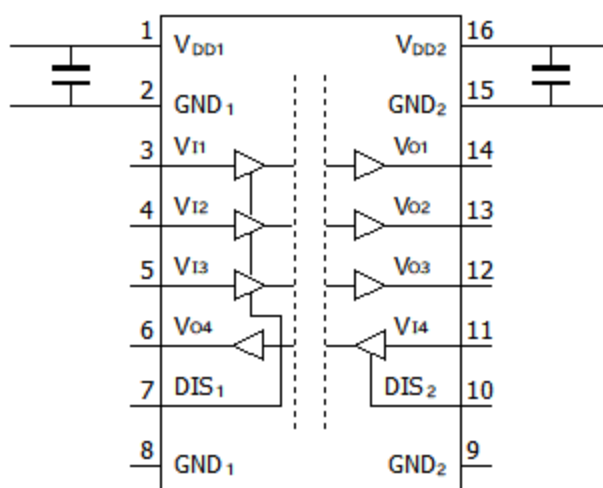 1 VDD1 VDD2 16
2 GND1 GND2 15
3 VI1 VO1 14
4 VI2 VO2 13
5 VI3 VO3 12
6 VO4 VI4 11
7 DIS1 DIS2 10
8 GND1 GND2 9